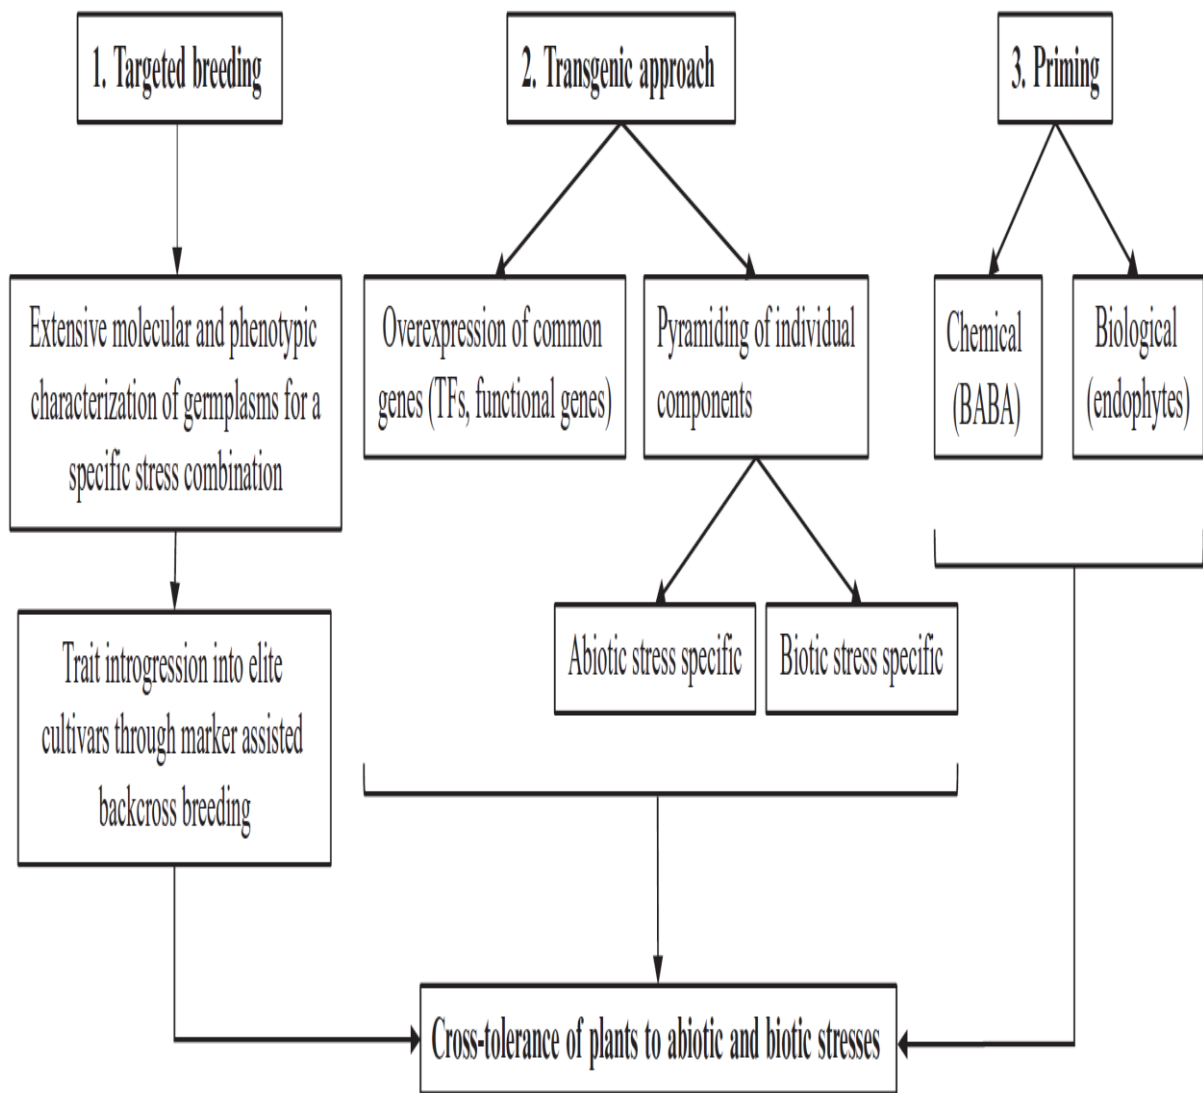 1. Targeted breeding
2. Transgenic approach
3. Priming
Extensive molecular and phenotypic
characterization of germplasms for a
specific stress combination
Overexpression of common
genes (TFs, functional genes)
Pyramiding of individual
components
Chemical
(BABA)
Biological
(endophytes)
Abiotic stress specific
Biotic stress specific
Trait introgression into elite
cultivars through marker assisted
backcross breeding
Cross-tolerance of plants to abiotic and biotic stresses